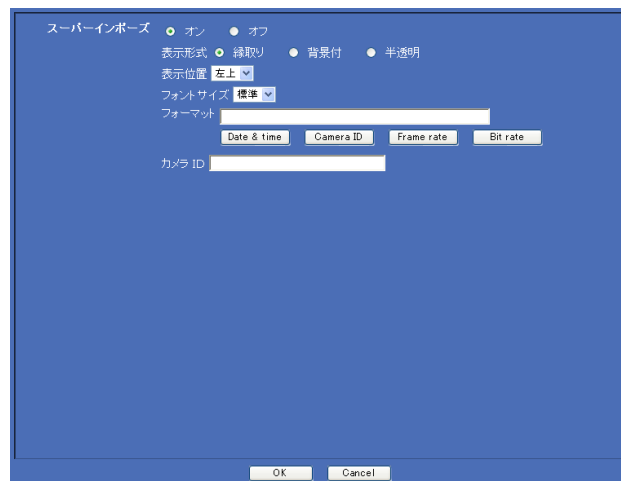 スーパーインポーズ オン オフ
表示形式 縁取り 背景付 半透明
表示位置 左上
フォントサイズ 標準
フォーマット
Date & time Camera ID Frame rate Bit rate
カメラ ID
OK Cancel